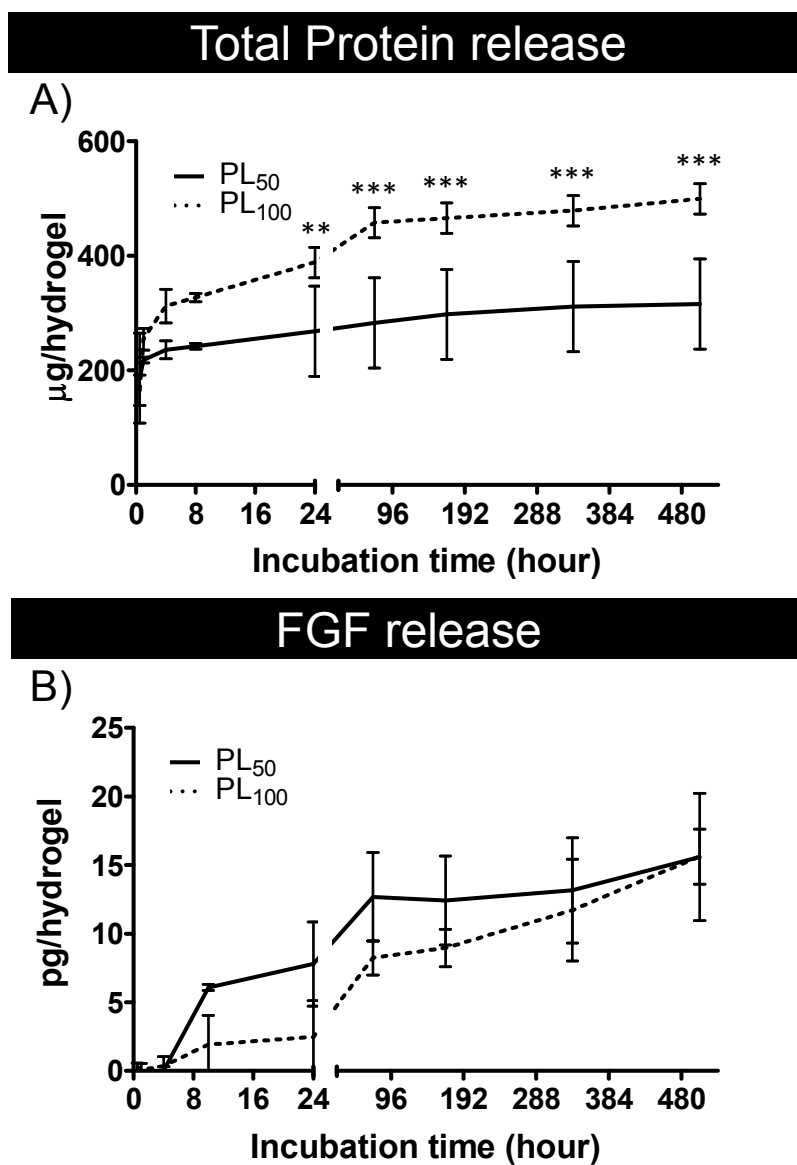 Total Protein release
A)
600
400
200
0
µg/hydrogel
PL50
PL100
** *** *** *** ***
0 8 16 24 96 192 288 384 480
Incubation time (hour)
FGF release
B)
25
20
15
10
5
0
pg/hydrogel
PL50
PL100
0 8 16 24 96 192 288 384 480
Incubation time (hour)